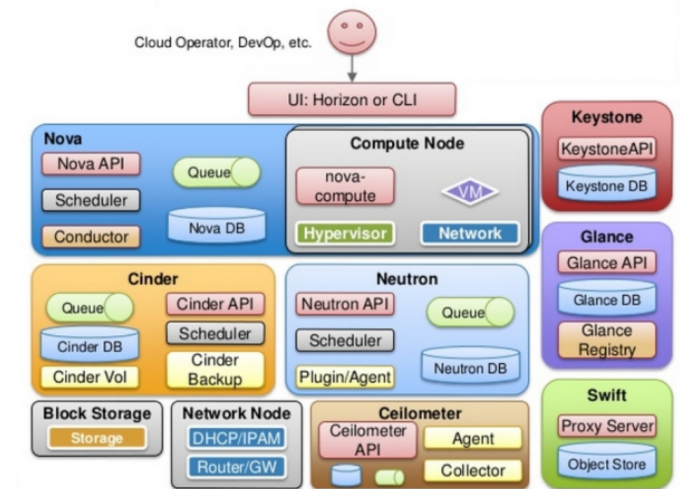 Cloud Operator, DevOp, etc.
UI: Horizon or CLI
Nova
Nova API
Scheduler
Conductor
Queue
Nova DB
Compute Node
nova-
compute
VM
Hypervisor
Network
Keystone
KeystoneAPI
Keystone DB
Cinder
Queue
Cinder DB
Cinder Vol
Cinder API
Scheduler
Cinder
Backup
Neutron
Neutron API
Scheduler
Plugin/Agent
Queue
Neutron DB
Glance
Glance API
Glance DB
Glance
Registry
Block Storage
Storage
Network Node
DHCP/IPAM
Router/GW
Ceilometer
Ceilometer
API
Agent
Collector
Swift
Proxy Server
Object Store